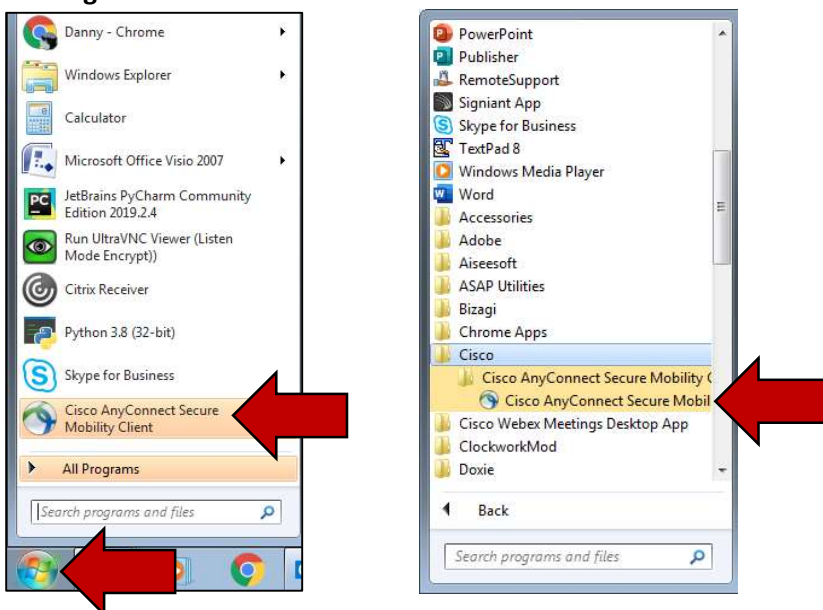 Danny - Chrome
Windows Explorer
Calculator
Microsoft Office Visio 2007
JetBrains PyCharm Community
Edition 2019.2.4
Run UltraVNC Viewer (Listen
Mode Encrypt))
Citrix Receiver
Python 3.8 (32-bit)
Skype for Business
Cisco AnyConnect Secure
Mobility Client
All Programs
Search programs and files
PowerPoint
Publisher
RemoteSupport
Signiant App
Skype for Business
TextPad 8
Windows Media Player
Word
Accessories
Adobe
Aiseesoft
ASAP Utilities
Bizagi
Chrome Apps
Cisco
Cisco AnyConnect Secure Mobility C
Cisco AnyConnect Secure Mobil
Cisco Webex Meetings Desktop App
ClockworkMod
Doxie
Back
Search programs and files